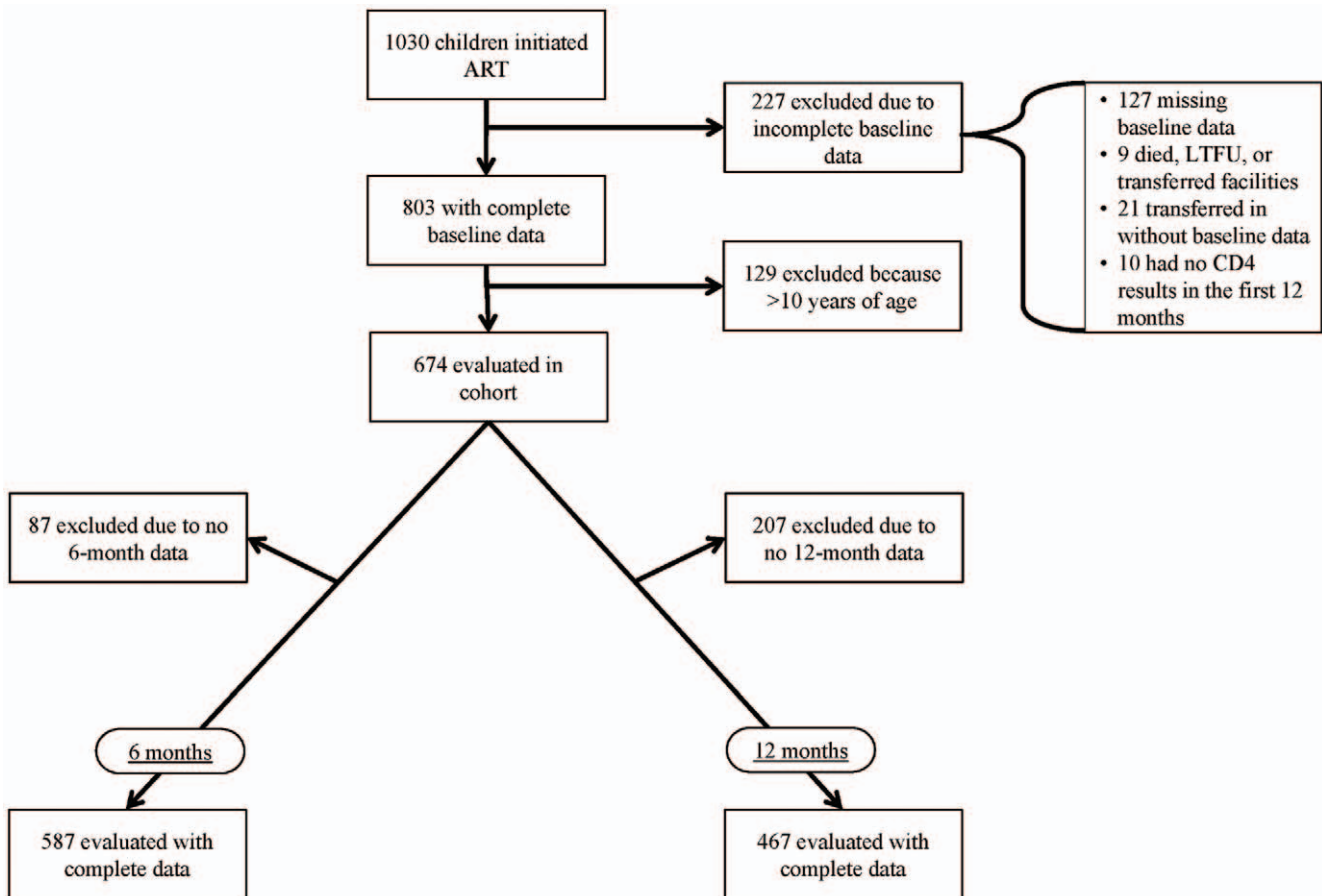 1030 children initiated
ART
227 excluded due to
incomplete baseline
data
• 127 missing
baseline data
• 9 died, LTFU, or
transferred facilities
• 21 transferred in
without baseline data
• 10 had no CD4
results in the first 12
months
803 with complete
baseline data
129 excluded because
>10 years of age
674 evaluated in
cohort
87 excluded due to no
6-month data
207 excluded due to
no 12-month data
6 months
12 months
587 evaluated with
complete data
467 evaluated with
complete data